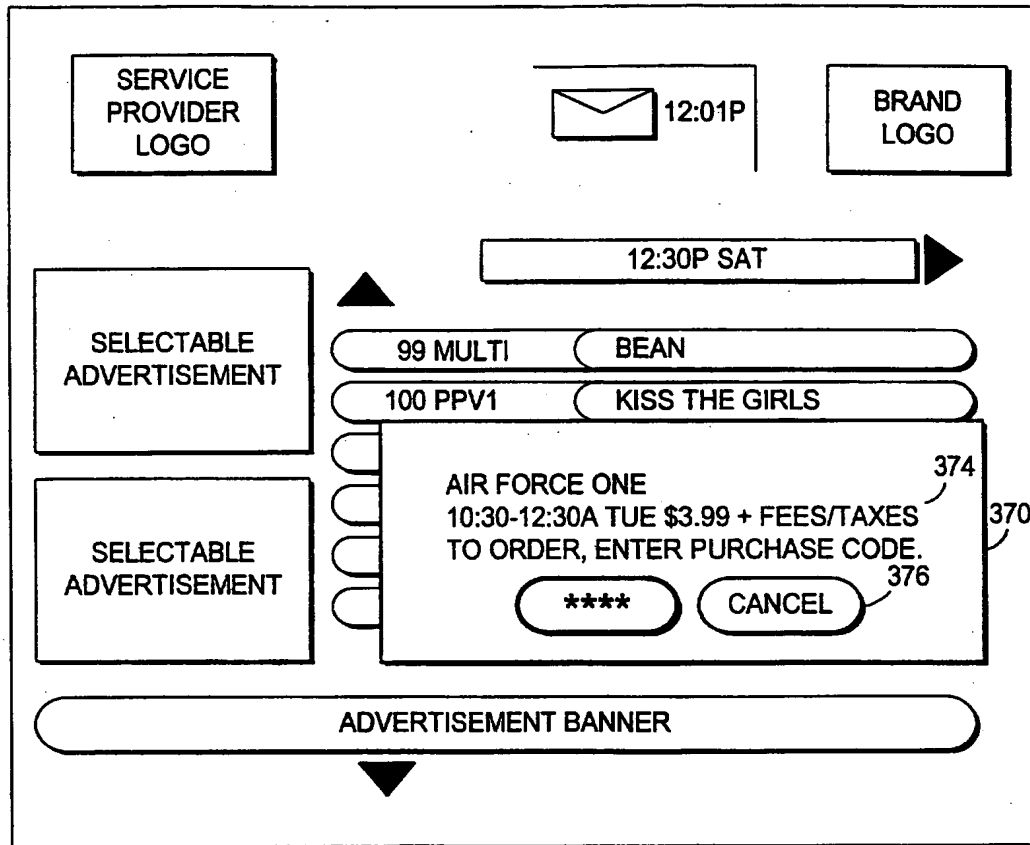 SERVICE
PROVIDER
LOGO
12:01P
BRAND
LOGO
12:30P SAT
SELECTABLE
ADVERTISEMENT
99 MULTI
BEAN
100 PPV1
KISS THE GIRLS
SELECTABLE
ADVERTISEMENT
AIR FORCE ONE
374
10:30-12:30A TUE $3.99 + FEES/TAXES
370
TO ORDER, ENTER PURCHASE CODE.
376
****
CANCEL
ADVERTISEMENT BANNER